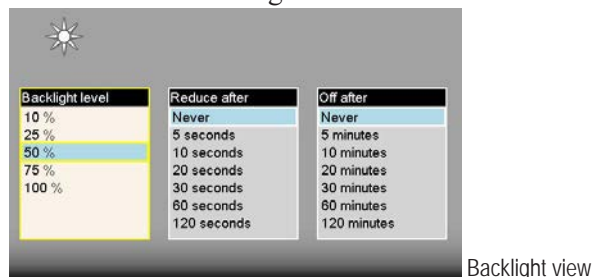 Backlight level
10 %
25 %
50 %
75 %
100 %
Reduce after
Never
5 seconds
10 seconds
20 seconds
30 seconds
60 seconds
120 seconds
Off after
Never
5 minutes
10 minutes
20 minutes
30 minutes
60 minutes
120 minutes
Backlight view